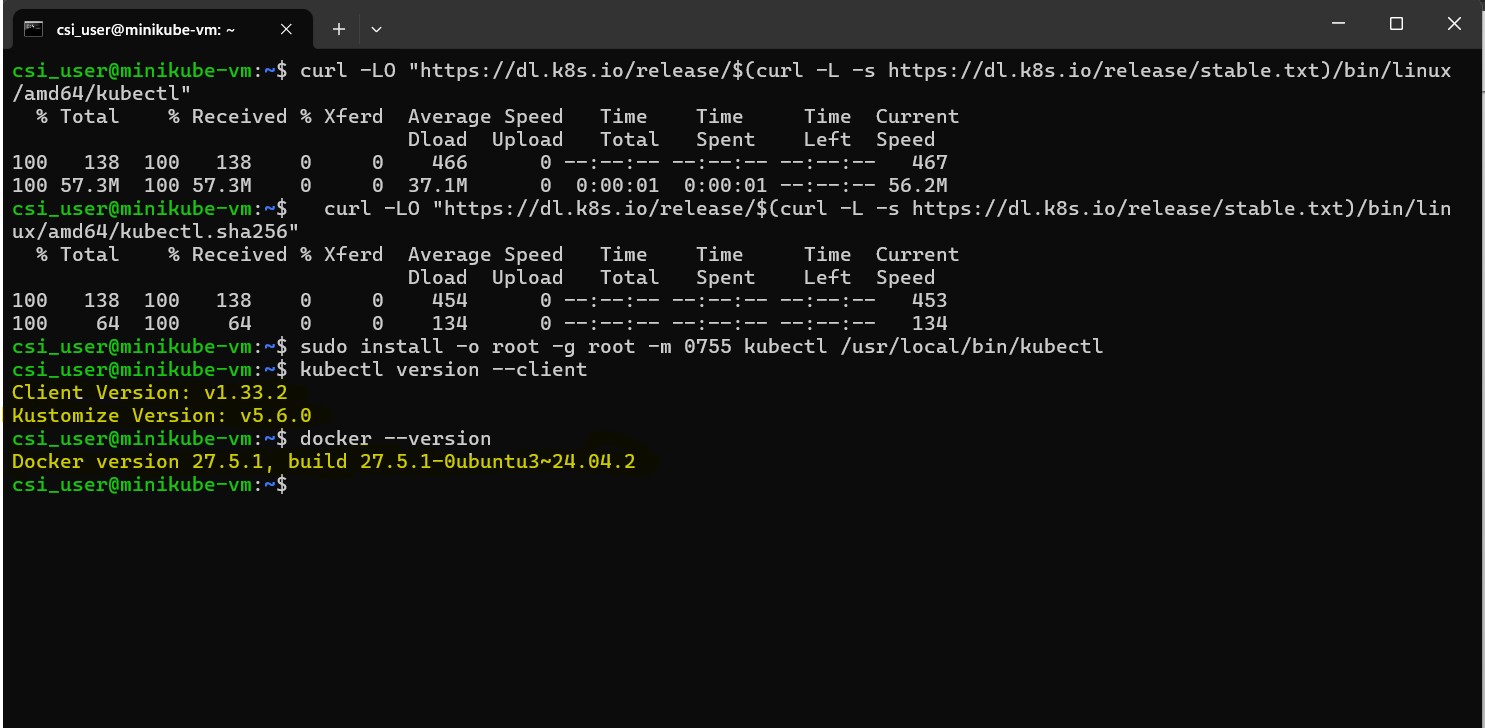 csi_user@minikube-vm: ~
csi_user@minikube-vm:~$ curl -LO "https://dl.k8s.io/release/$(curl -L -s https://dl.k8s.io/release/stable.txt)/bin/linux
/amd64/kubectl"
  % Total    % Received % Xferd  Average Speed   Time    Time     Time  Current
                                 Dload  Upload   Total   Spent    Left  Speed
100   138  100   138    0     0    466      0 --:--:-- --:--:-- --:--:--   467
100 57.3M  100 57.3M    0     0  37.1M      0  0:00:01  0:00:01 --:--:-- 56.2M
csi_user@minikube-vm:~$   curl -LO "https://dl.k8s.io/release/$(curl -L -s https://dl.k8s.io/release/stable.txt)/bin/lin
ux/amd64/kubectl.sha256"
  % Total    % Received % Xferd  Average Speed   Time    Time     Time  Current
                                 Dload  Upload   Total   Spent    Left  Speed
100   138  100   138    0     0    454      0 --:--:-- --:--:-- --:--:--   453
100    64  100    64    0     0    134      0 --:--:-- --:--:-- --:--:--   134
csi_user@minikube-vm:~$ sudo install -o root -g root -m 0755 kubectl /usr/local/bin/kubectl
csi_user@minikube-vm:~$ kubectl version --client
Client Version: v1.33.2
Kustomize Version: v5.6.0
csi_user@minikube-vm:~$ docker --version
Docker version 27.5.1, build 27.5.1-0ubuntu3~24.04.2
csi_user@minikube-vm:~$